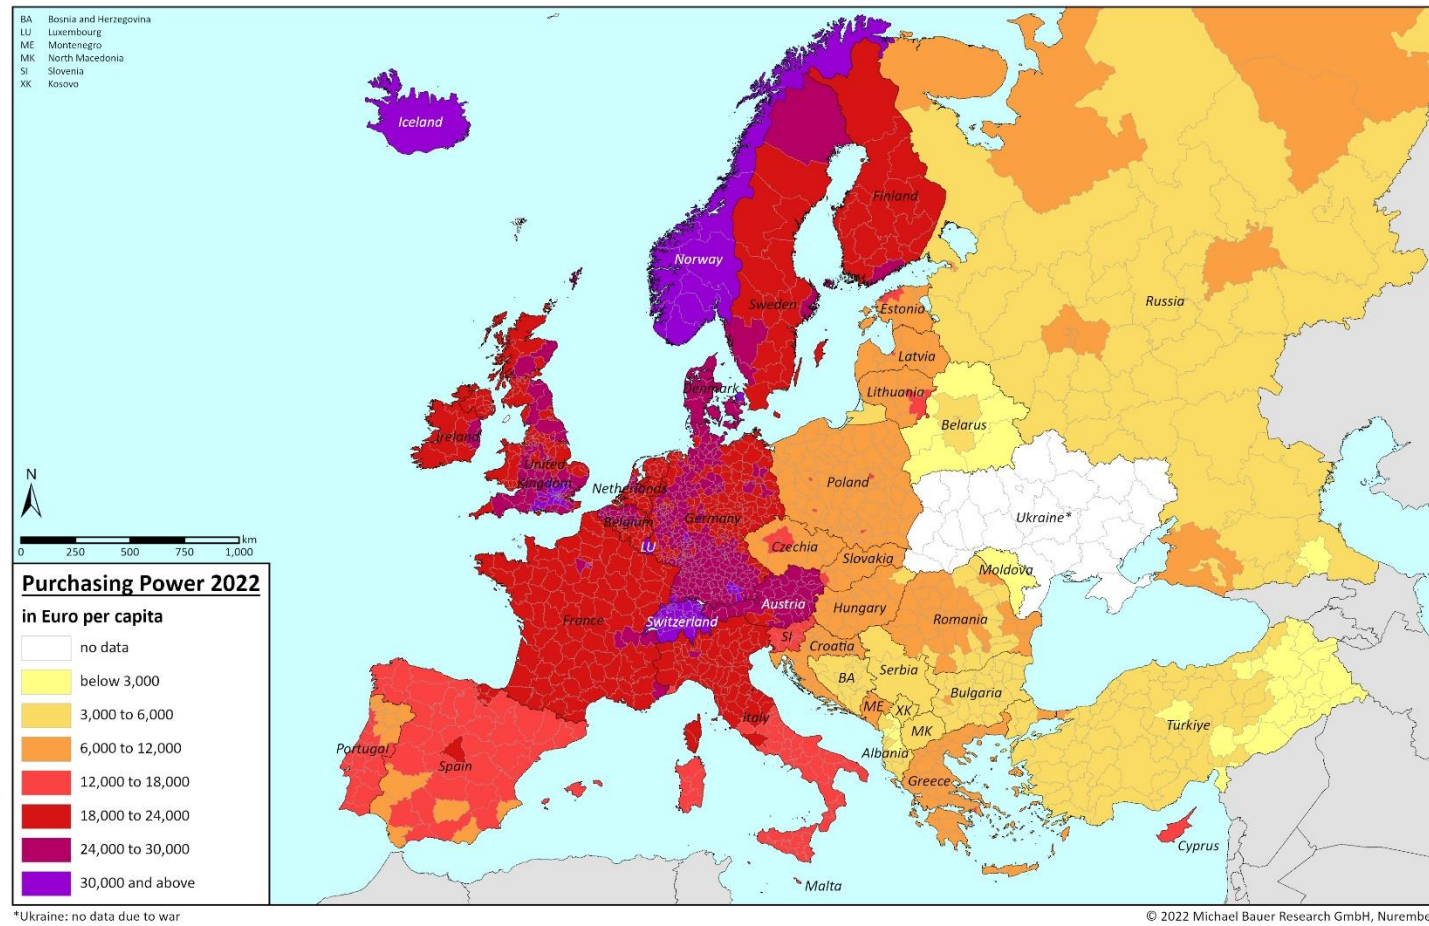 BA Bosnia and Herzegovina
LU Luxembourg
ME Montenegro
MK North Macedonia
SI Slovenia
XK Kosovo
Iceland
Norway
Sweden
Finland
Russia
Estonia
Latvia
Lithuania
Belarus
Denmark
Ireland
United
Kingdom
Netherlands
Belgium
Germany
LU
Poland
Ukraine*
Czechia
Slovakia
Moldova
Austria
Hungary
Romania
France
Switzerland
SI
Croatia
BA
Serbia
Bulgaria
ME
XK
MK
Albania
Italy
Portugal
Spain
Greece
Türkiye
Cyprus
Malta
N
0 250 500 750 1,000 km
Purchasing Power 2022
in Euro per capita
no data
below 3,000
3,000 to 6,000
6,000 to 12,000
12,000 to 18,000
18,000 to 24,000
24,000 to 30,000
30,000 and above
*Ukraine: no data due to war
© 2022 Michael Bauer Research GmbH, Nurembe